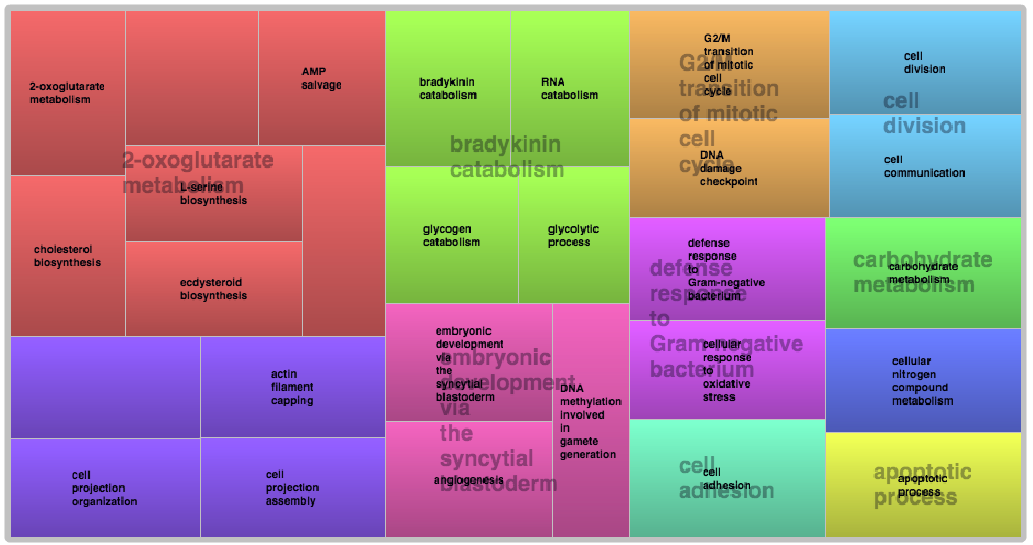 2-oxoglutarate
metabolism
AMP
salvage
2-oxoglutarate
metabolism
L-serine
biosynthesis
cholesterol
biosynthesis
ecdysteroid
biosynthesis
actin
filament
capping
cell
projection
organization
cell
projection
assembly
bradykinin
catabolism
RNA
catabolism
bradykinin
catabolism
glycogen
catabolism
glycolytic
process
embryonic
development
via
the
syncytial
blastoderm
embryonic
development
via
the
syncytial
blastoderm
DNA
methylation
involved
in
gamete
generation
angiogenesis
G2/M
transition
of mitotic
cell
cycle
G2/M
transition
of mitotic
cell
cycle
DNA
damage
checkpoint
cell
division
cell
division
cell
communication
defense
response
to
Gram-negative
bacterium
defense
response
to
Gram-negative
bacterium
cellular
response
to
oxidative
stress
carbohydrate
metabolism
carbohydrate
metabolism
cellular
nitrogen
compound
metabolism
cell
adhesion
cell
adhesion
apoptotic
process
apoptotic
process